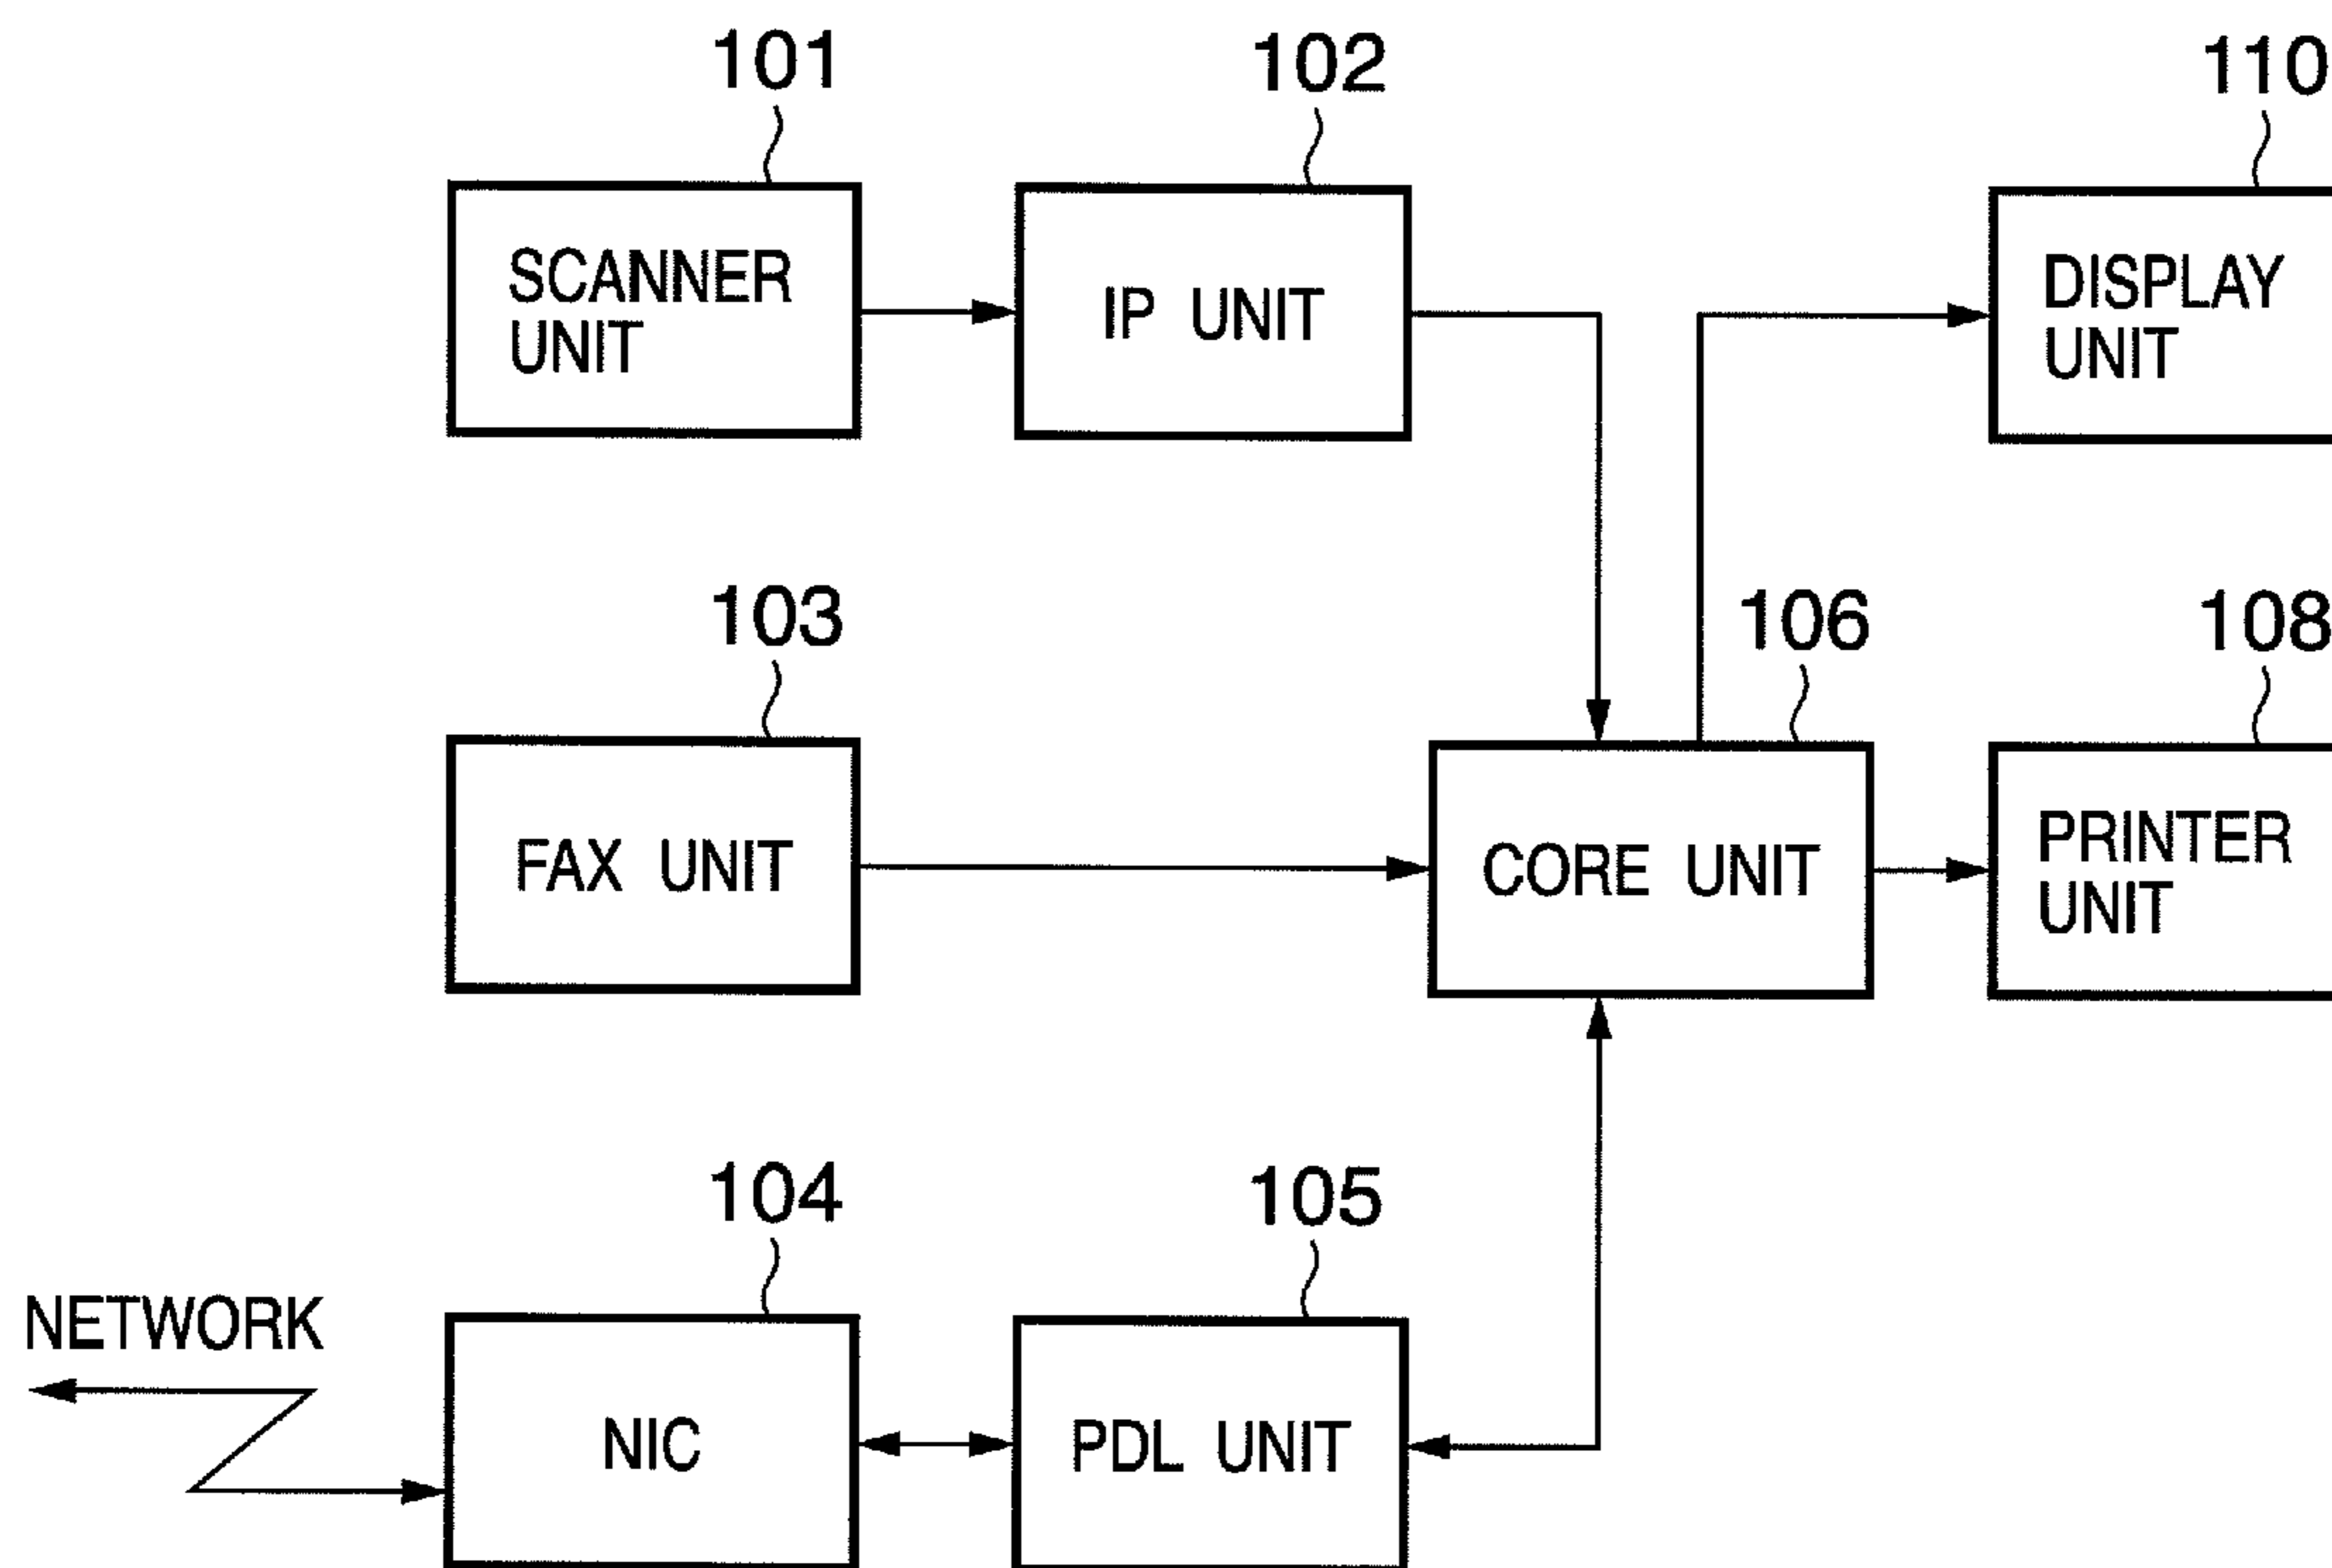 101
102
110
SCANNER
UNIT
IP UNIT
DISPLAY
UNIT
103
106
108
FAX UNIT
CORE UNIT
PRINTER
UNIT
104
105
NETWORK
NIC
PDL UNIT